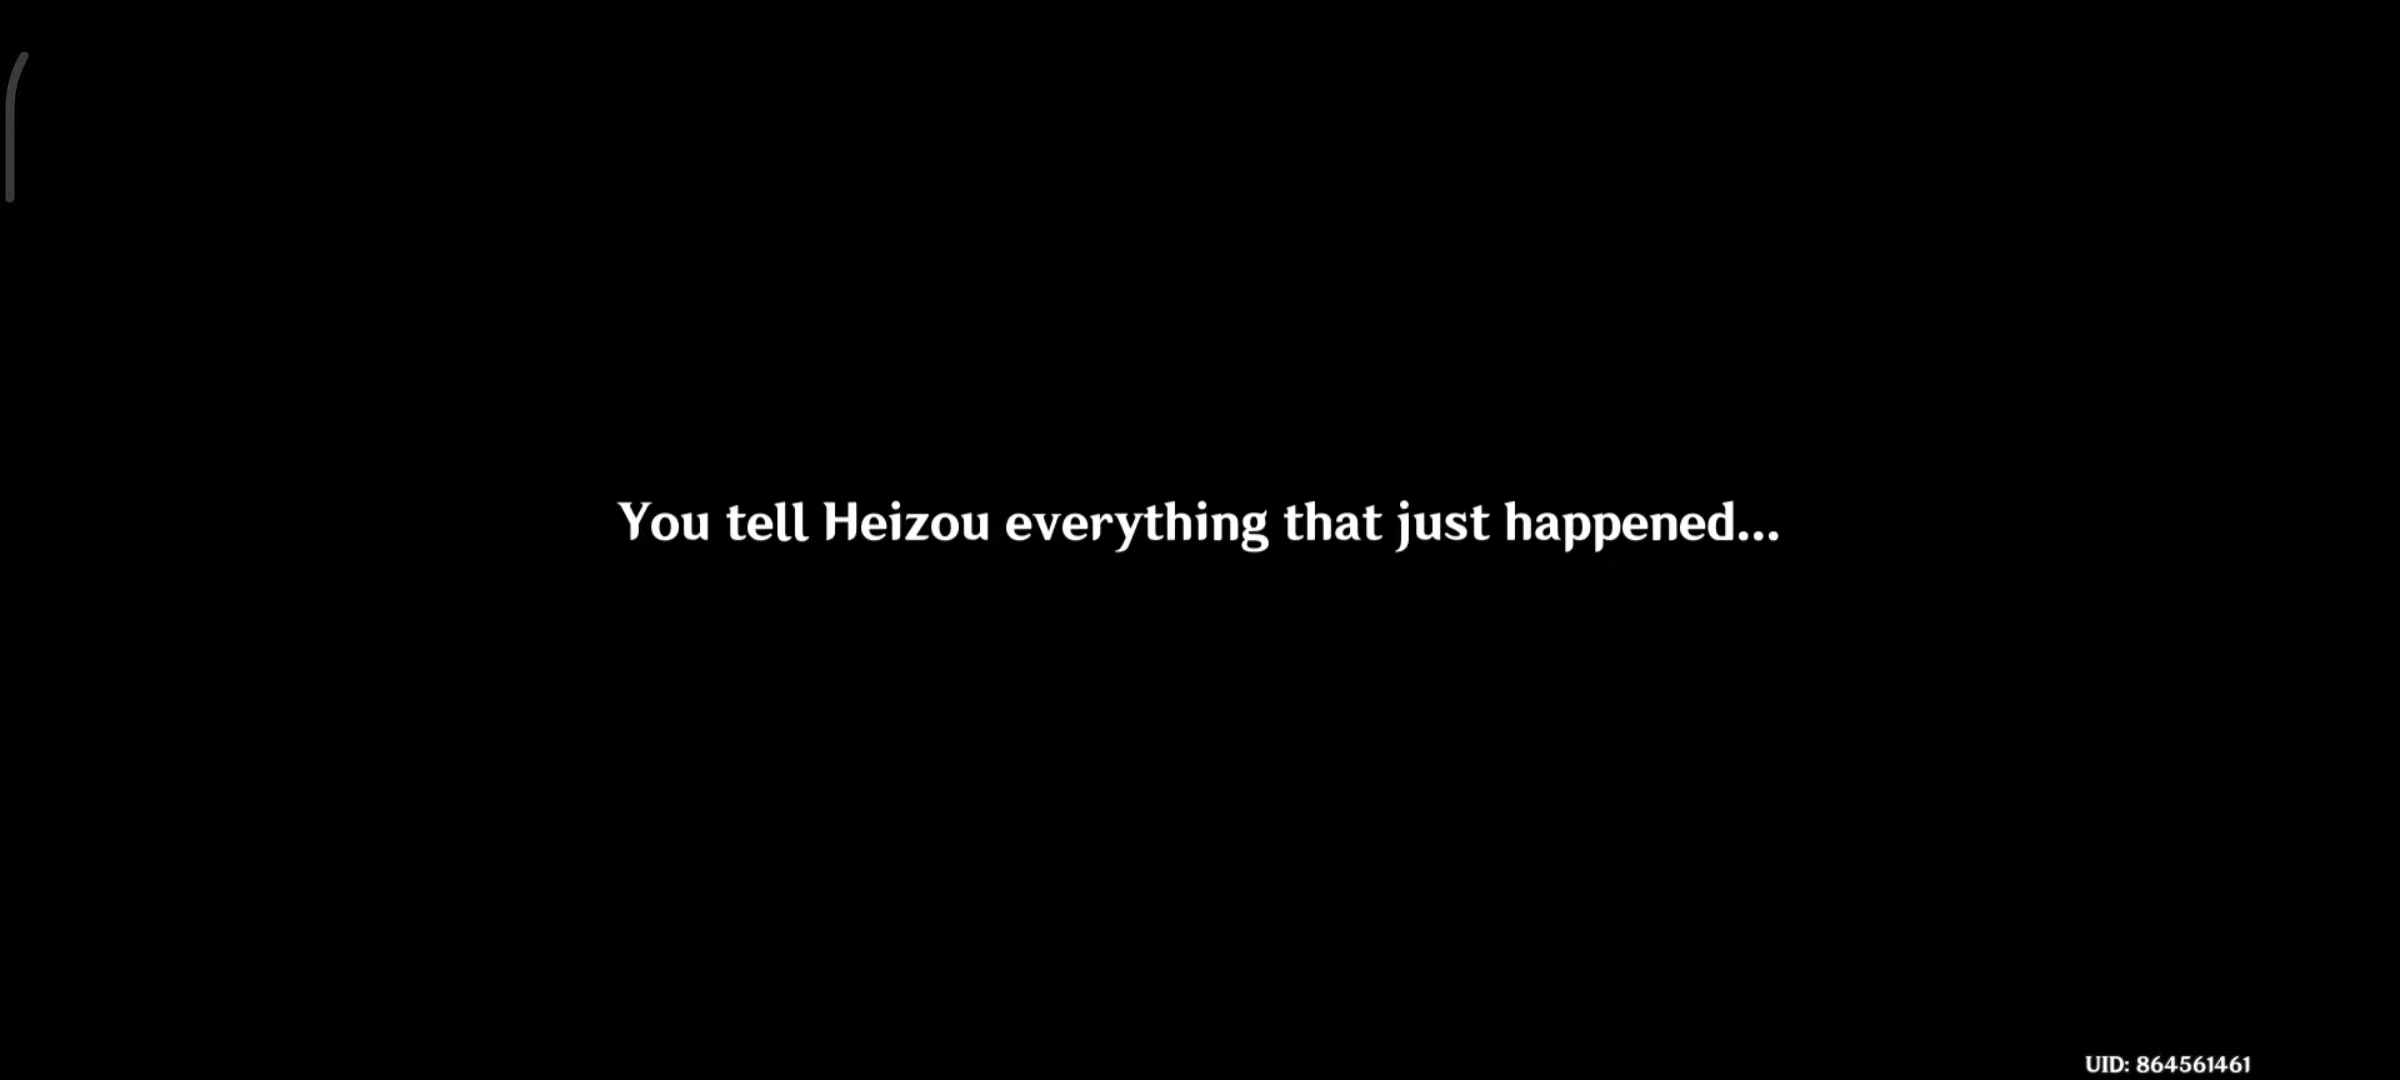 You tell Heizou everything that just happened...
UID: 864561461